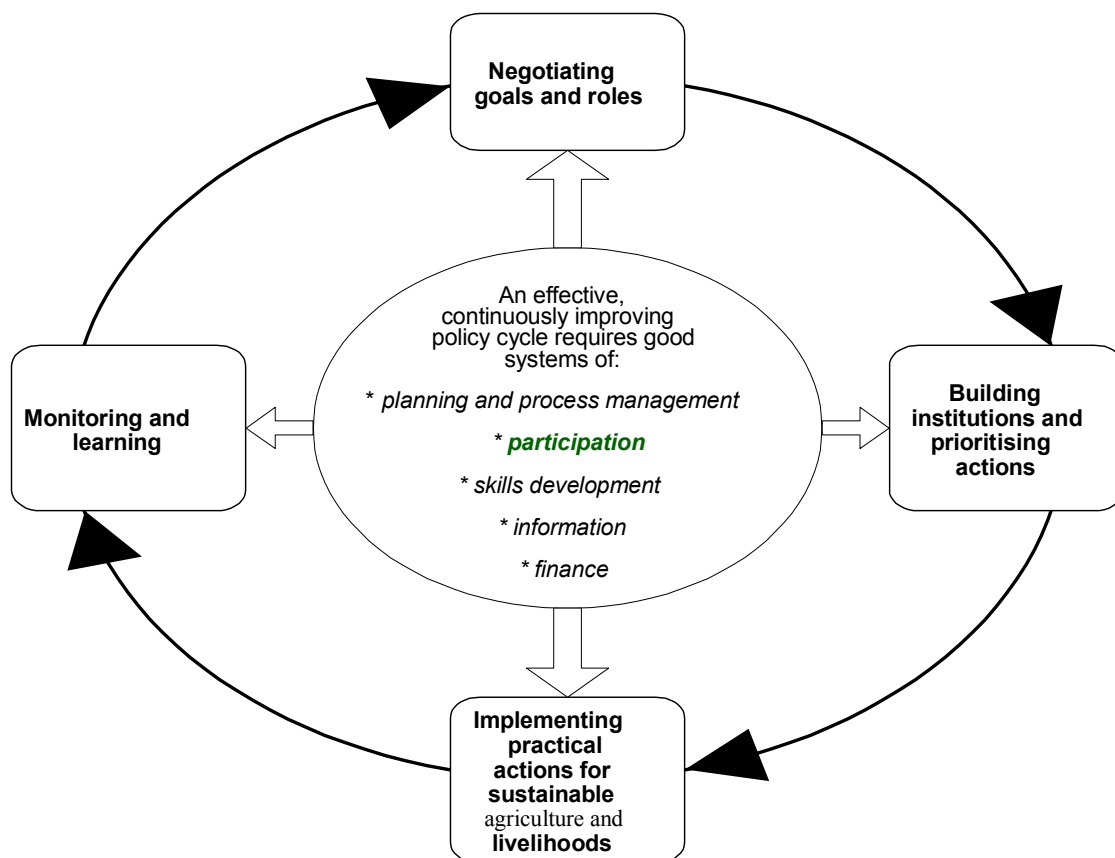 Negotiating
goals and roles
An effective,
continuously improving
policy cycle requires good
systems of:
* planning and process management
* participation
* skills development
* information
* finance
Monitoring and
learning
Building
institutions and
prioritising
actions
Implementing
practical
actions for
sustainable
agriculture and
livelihoods